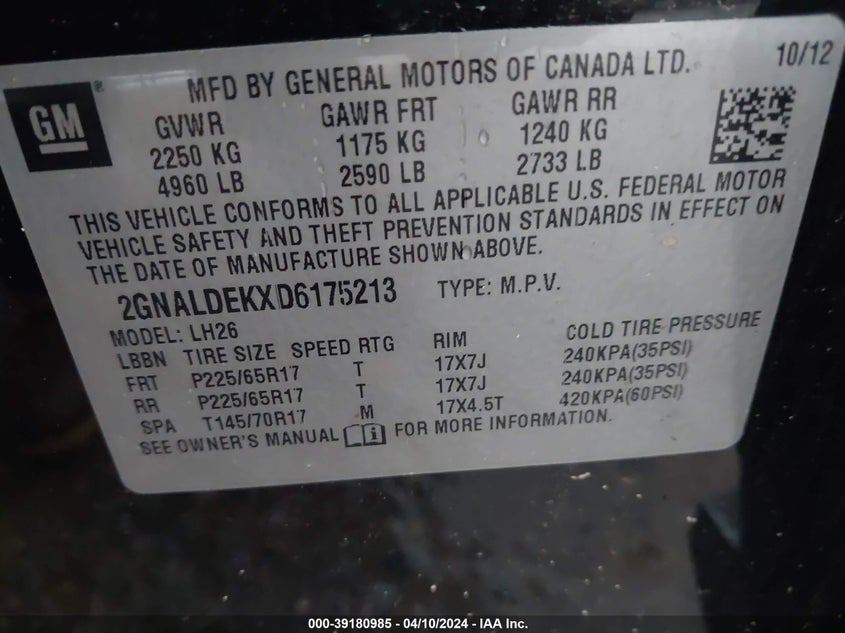 MFD BY GENERAL MOTORS OF CANADA LTD. 10/12
GM®
GVWR GAWR FRT GAWR RR
2250 KG 1175 KG 1240 KG
4960 LB 2590 LB 2733 LB
THIS VEHICLE CONFORMS TO ALL APPLICABLE U.S. FEDERAL MOTOR
VEHICLE SAFETY AND THEFT PREVENTION STANDARDS IN EFFECT ON
THE DATE OF MANUFACTURE SHOWN ABOVE.
2GNALDEKXD6175213 TYPE: M.P.V.
MODEL: LH26
LBBN TIRE SIZE SPEED RTG RIM COLD TIRE PRESSURE
FRT P225/65R17 T 17X7J 240KPA(35PSI)
RR P225/65R17 T 17X7J 240KPA(35PSI)
SPA T145/70R17 M 17X4.5T 420KPA(60PSI)
SEE OWNER'S MANUAL FOR MORE INFORMATION.
000-39180985 - 04/10/2024 - IAA Inc.